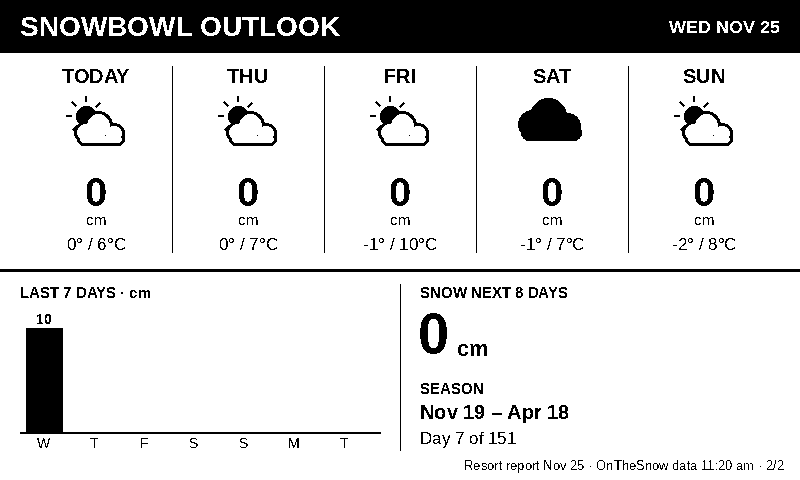 SNOWBOWL OUTLOOK
WED NOV 25
TODAY THU FRI SAT SUN
0 0 0 0 0
cm cm cm cm cm
0° / 6°C 0° / 7°C -1° / 10°C -1° / 7°C -2° / 8°C
LAST 7 DAYS · cm
10
W T F S S M T
SNOW NEXT 8 DAYS
0 cm
SEASON
Nov 19 – Apr 18
Day 7 of 151
Resort report Nov 25 · OnTheSnow data 11:20 am · 2/2